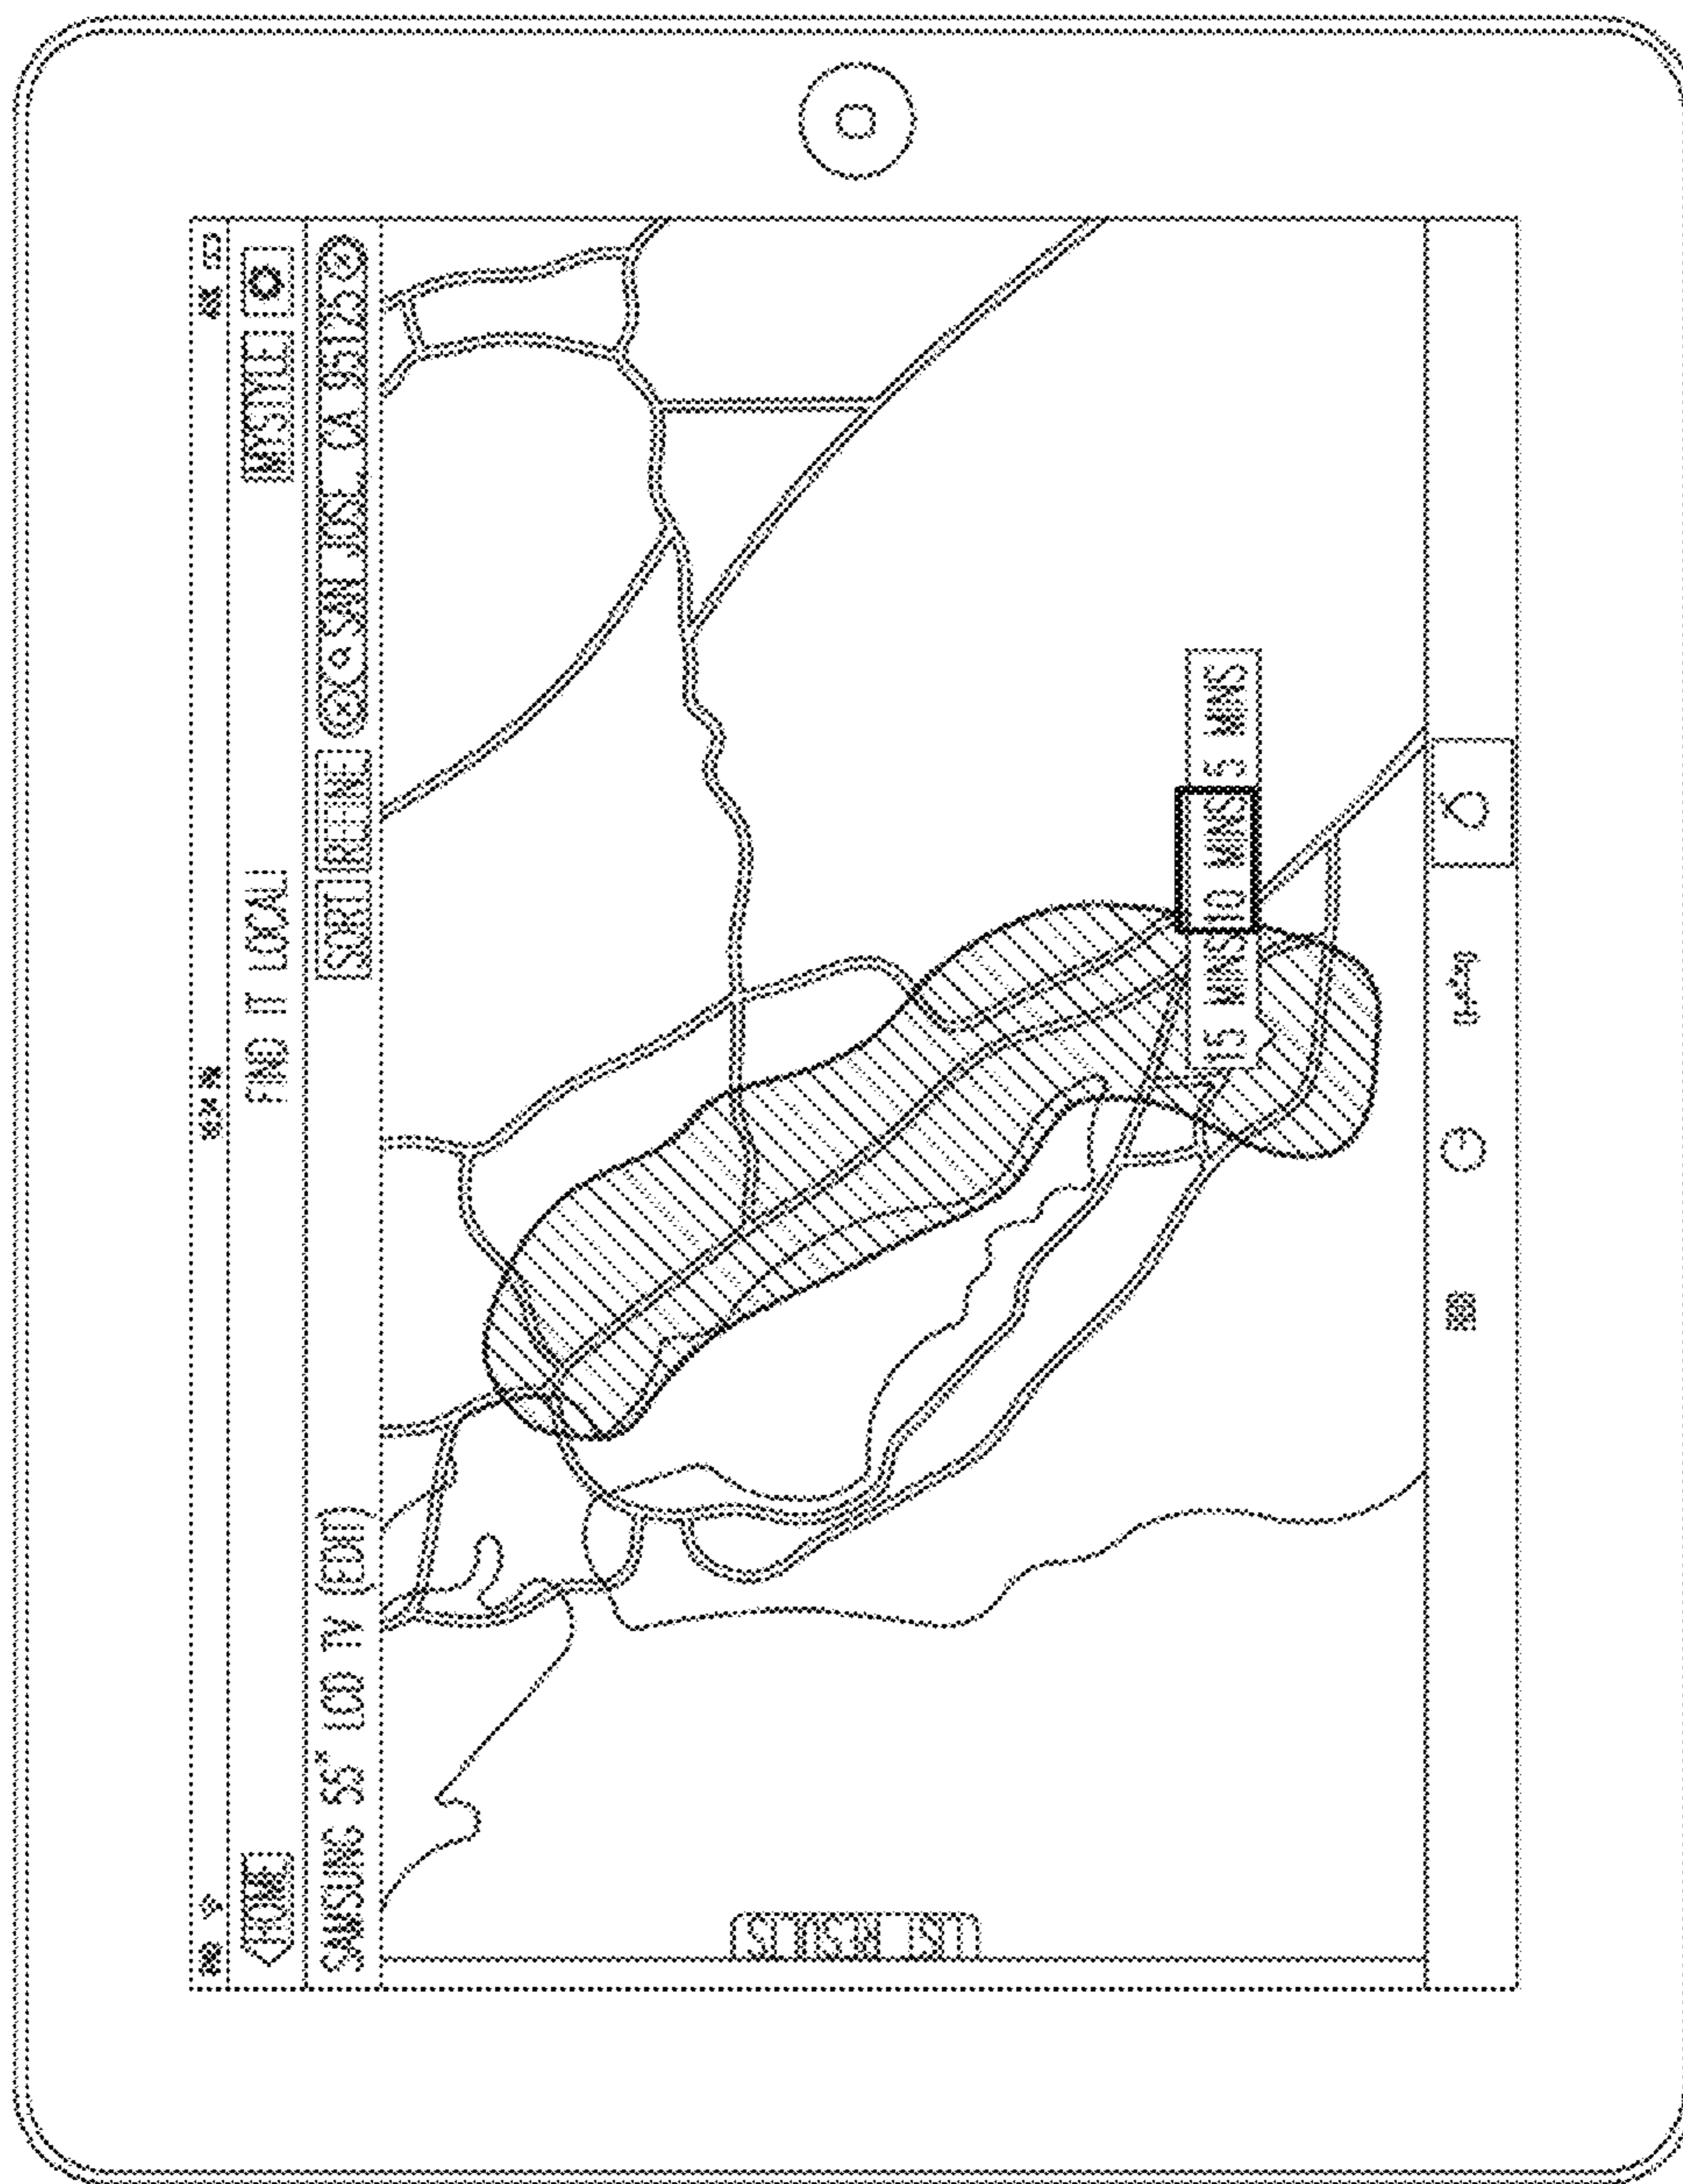 FIND IT LOCAL!
HOME
MYSTYLE
SAMSUNG 55" LCD TV (EDIT)
SORT
REFINE
SAN JOSE, CA 95125
15 MINS 10 MINS 5 MINS
LIST RESULTS